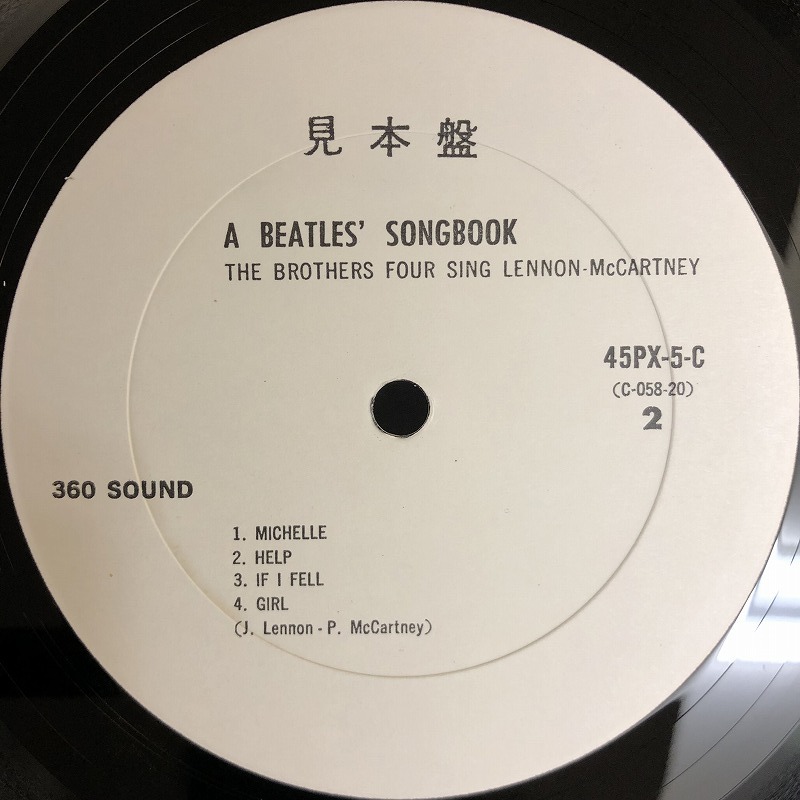 見本盤
A BEATLES' SONGBOOK
THE BROTHERS FOUR SING LENNON-McCARTNEY
45PX-5-C
(C-058-20)
2
360 SOUND
1. MICHELLE
2. HELP
3. IF I FELL
4. GIRL
(J. Lennon - P. McCartney)